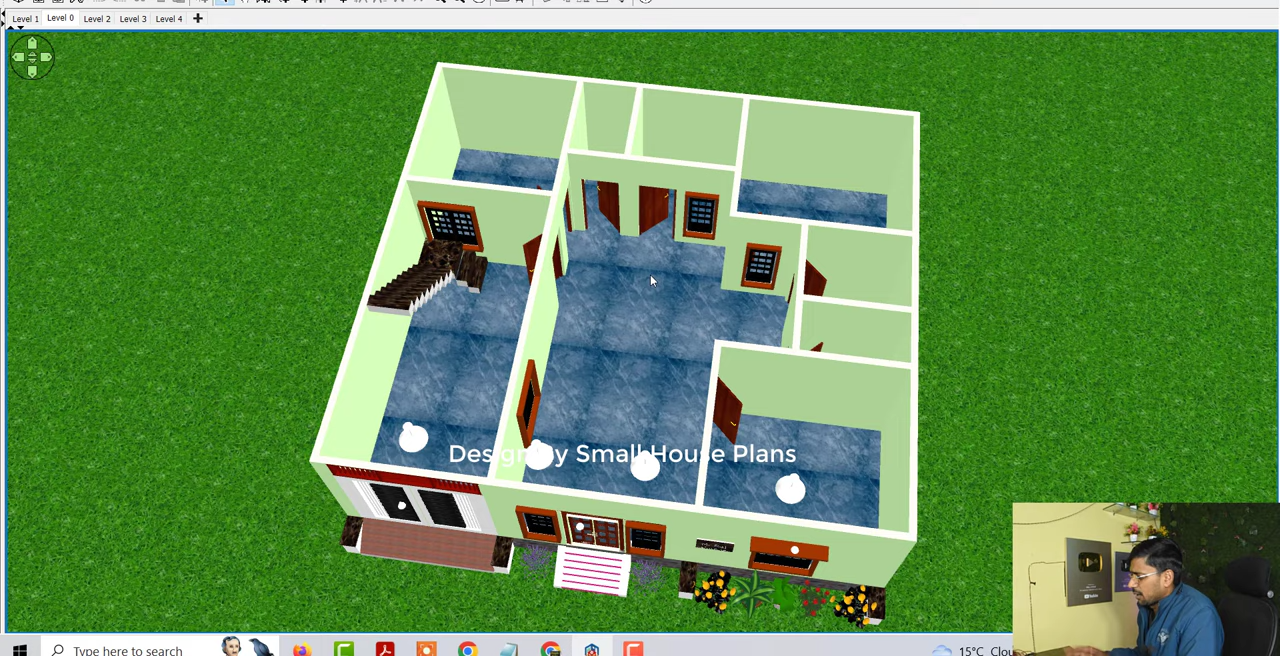 Level 1 Level 0 Level 2 Level 3 Level 4
Design by Small House Plans
Type here to search
15°C Clou